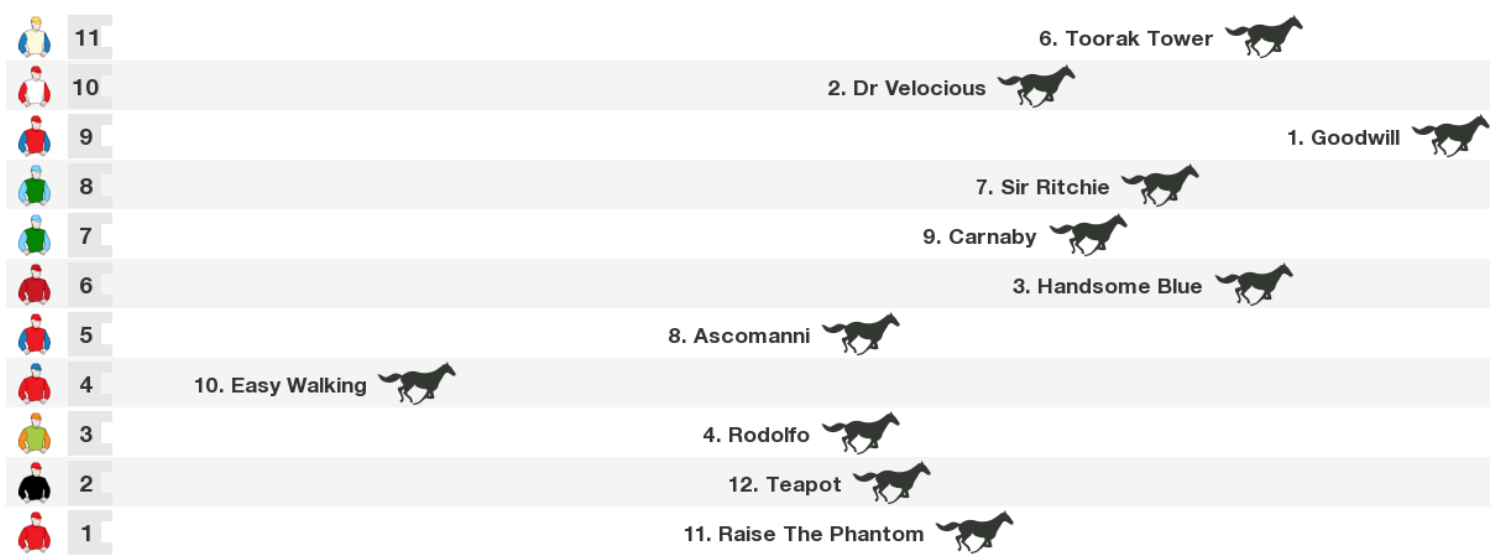 11 6. Toorak Tower
10 2. Dr Velocious
9 1. Goodwill
8 7. Sir Ritchie
7 9. Carnaby
6 3. Handsome Blue
5 8. Ascomanni
4 10. Easy Walking
3 4. Rodolfo
2 12. Teapot
1 11. Raise The Phantom